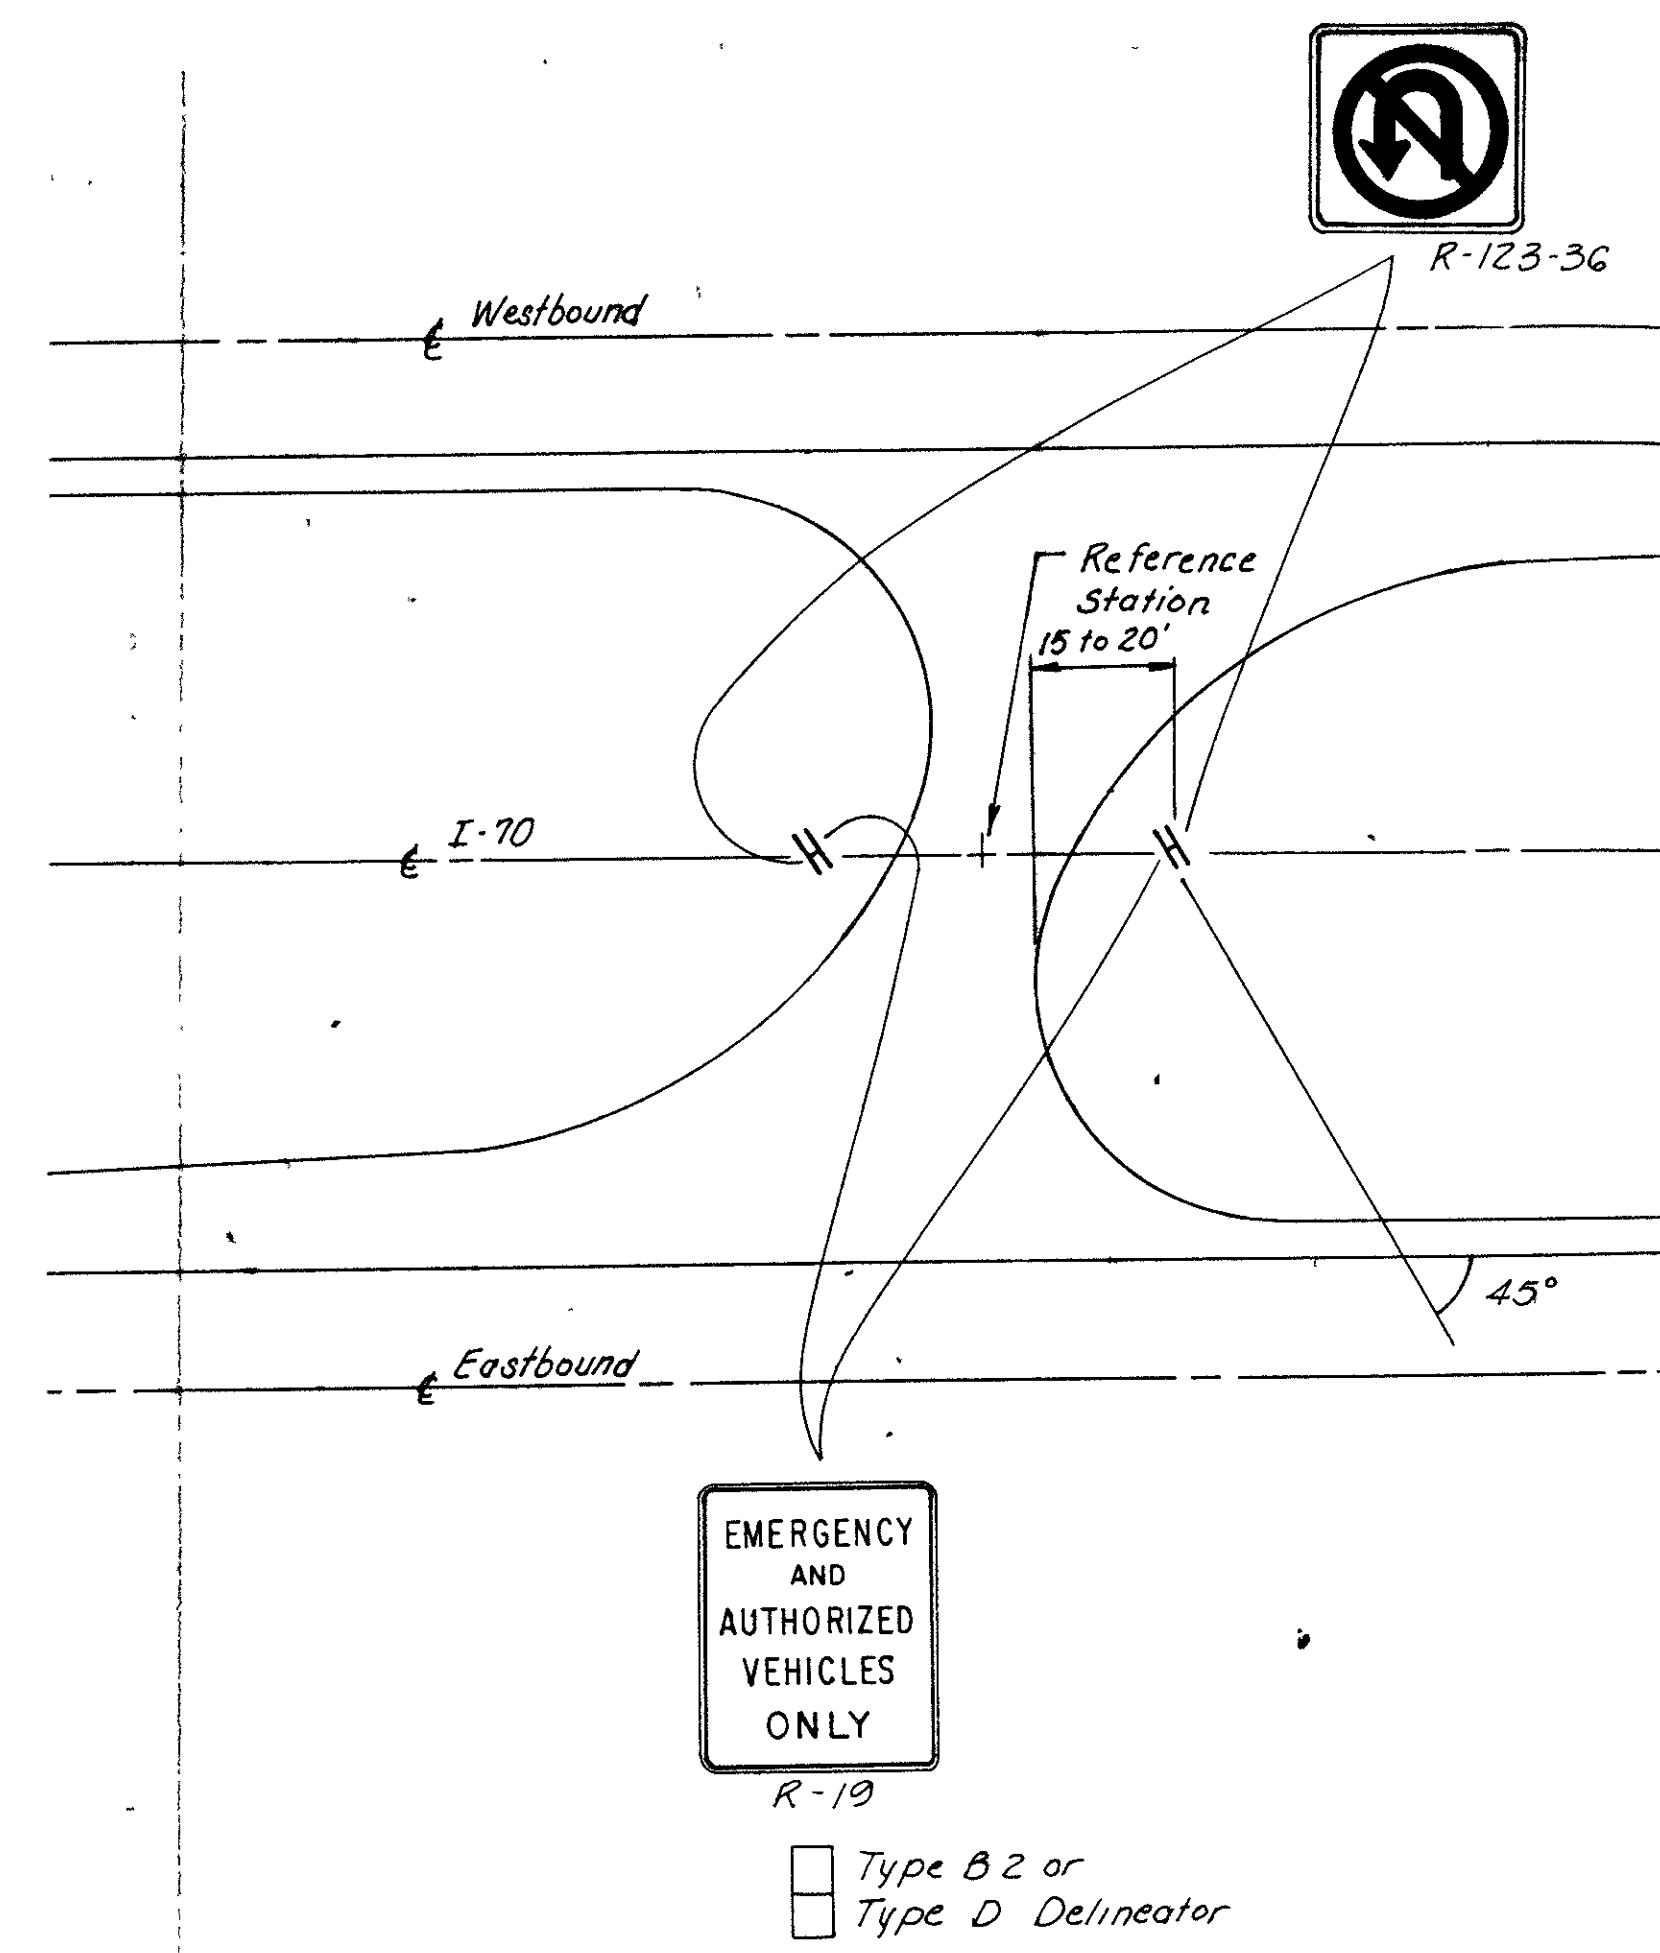 R-123-36
℄ Westbound
Reference
Station
15 to 20'
℄ I-70
45°
℄ Eastbound
EMERGENCY
AND
AUTHORIZED
VEHICLES
ONLY
R-19
Type B2 or
Type D Delineator